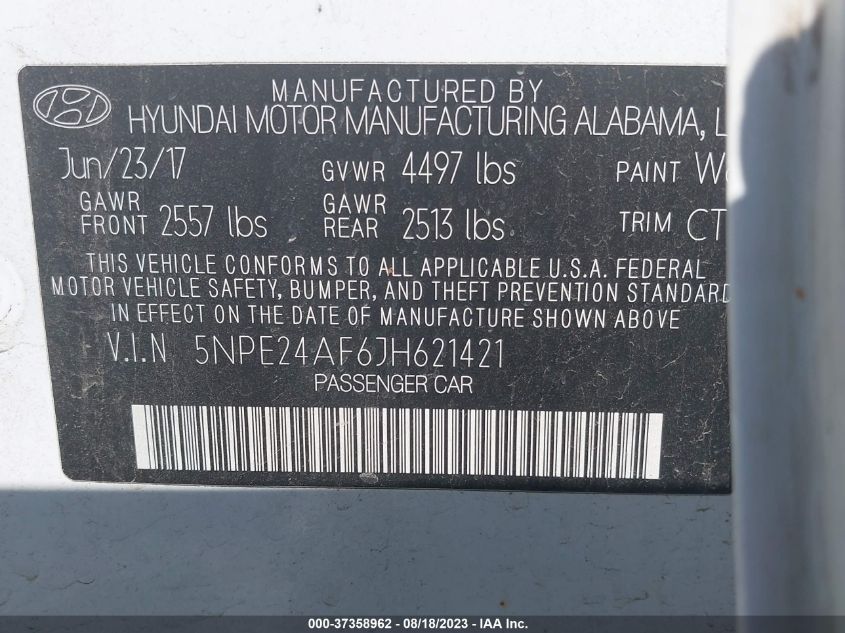 MANUFACTURED BY
HYUNDAI MOTOR MANUFACTURING ALABAMA,
Jun/23/17 GVWR 4497 lbs PAINT
GAWR FRONT 2557 lbs GAWR REAR 2513 lbs TRIM
THIS VEHICLE CONFORMS TO ALL APPLICABLE U.S.A. FEDERAL
MOTOR VEHICLE SAFETY, BUMPER, AND THEFT PREVENTION STANDARD
IN EFFECT ON THE DATE OF MANUFACTURE SHOWN ABOVE
V.I.N 5NPE24AF6JH621421
PASSENGER CAR
000-37358962 - 08/18/2023 - IAA Inc.